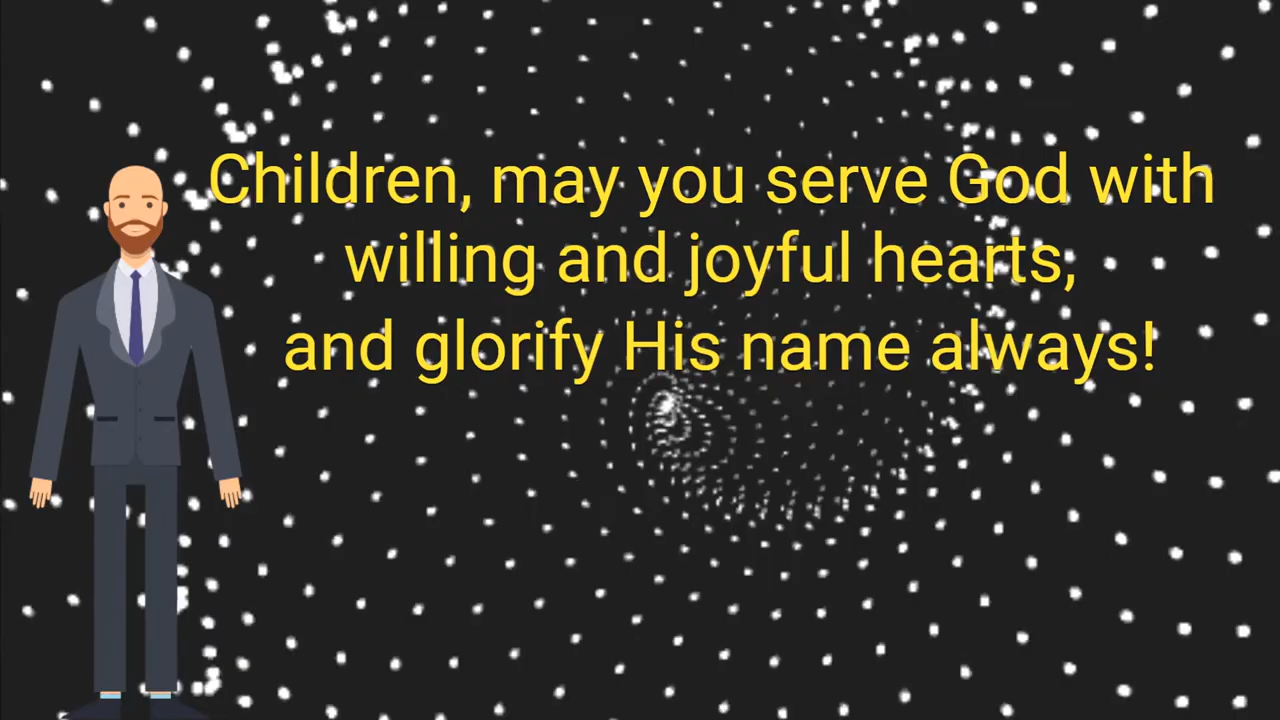 Children, may you serve God with
willing and joyful hearts,
and glorify His name always!